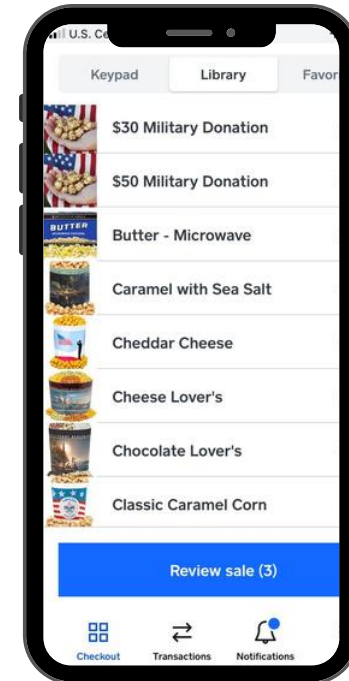 U.S. Ce
Keypad Library Favor
$30 Military Donation
$50 Military Donation
BUTTER
Butter - Microwave
Caramel with Sea Salt
Cheddar Cheese
Cheese Lover's
Chocolate Lover's
Classic Caramel Corn
Review sale (3)
Checkout Transactions Notifications